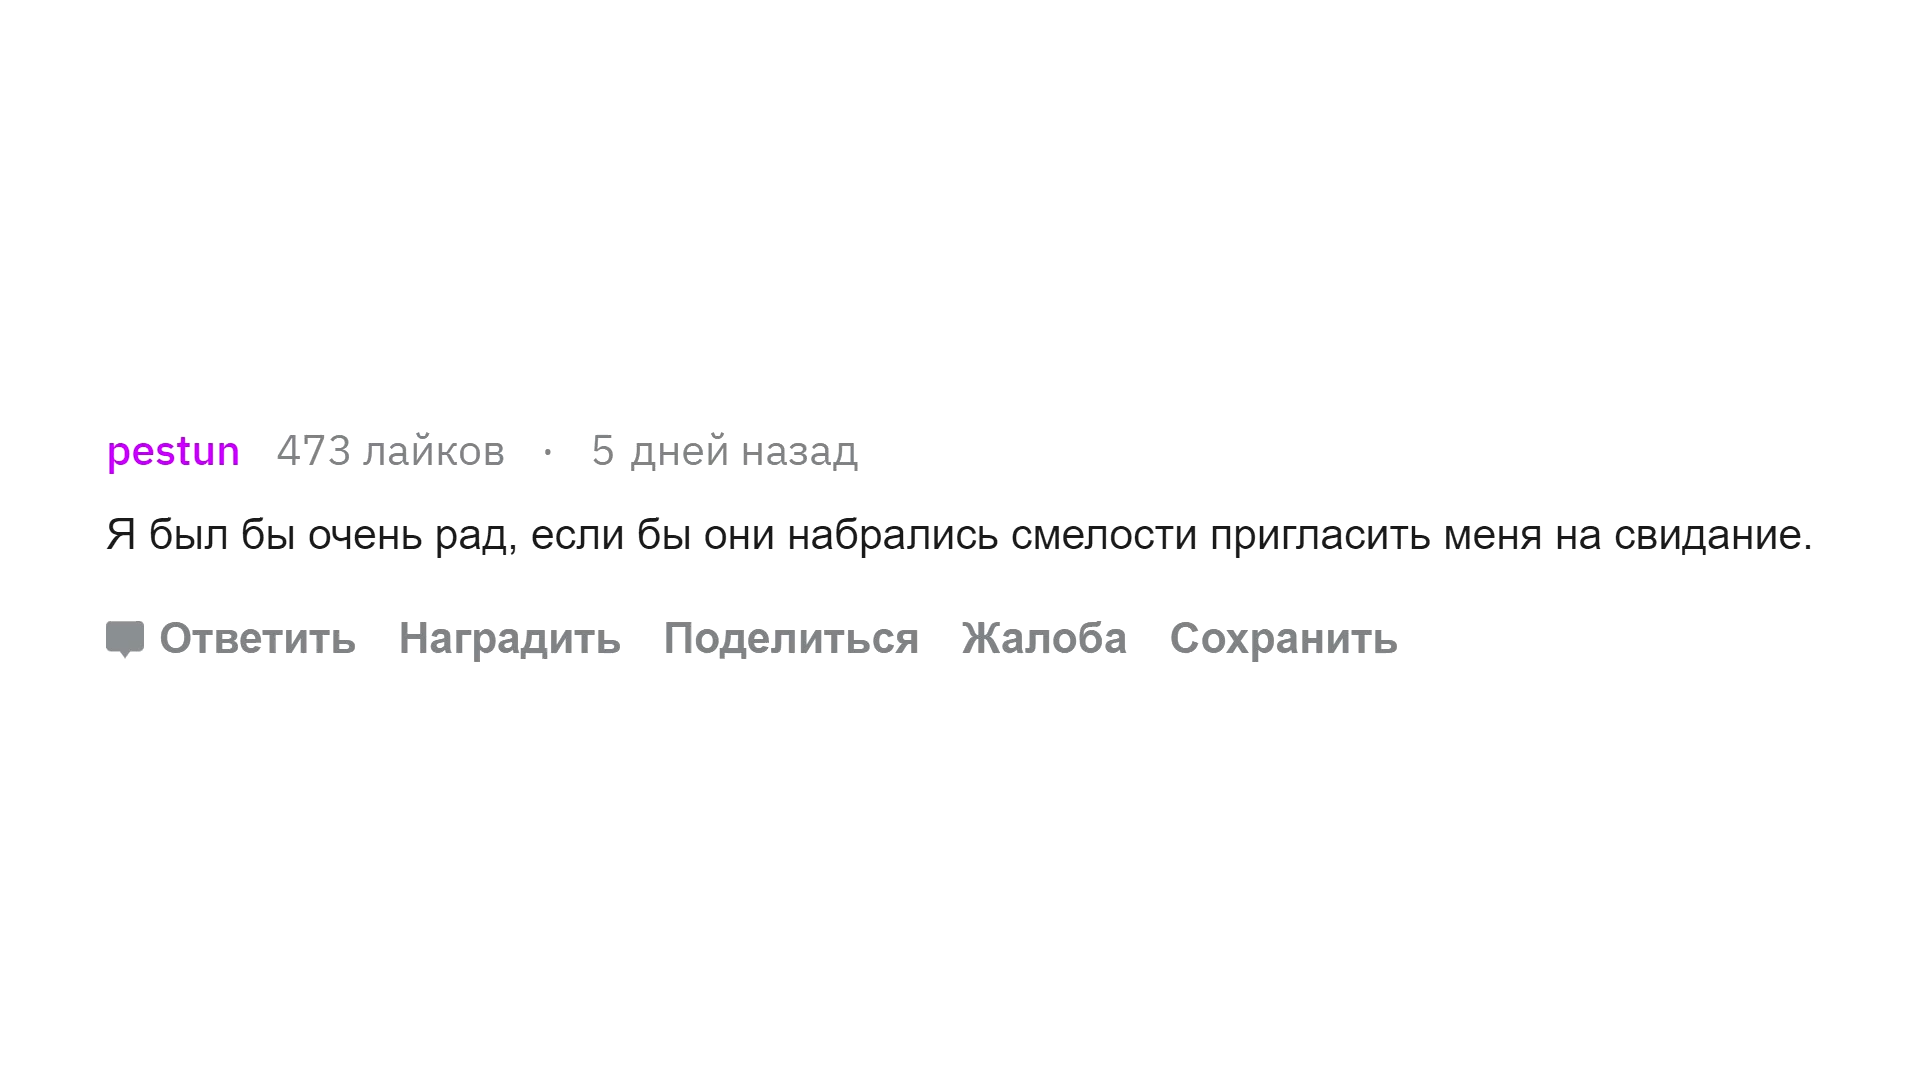 pestun 473 лайков · 5 дней назад
Я был бы очень рад, если бы они набрались смелости пригласить меня на свидание.
Ответить Наградить Поделиться Жалоба Сохранить